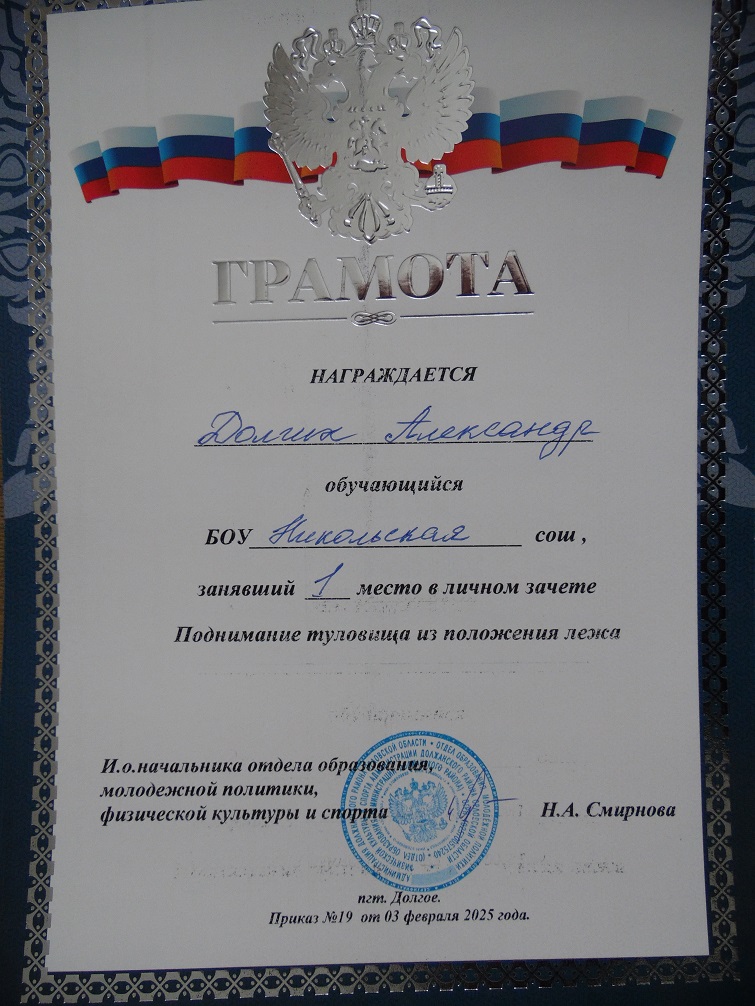 ГРАМОТА
НАГРАЖДАЕТСЯ
Долгих Александр
обучающийся
БОУ Никольская сош ,
занявший 1 место в личном зачете
Поднимание туловища из положения лежа
И.о.начальника отдела образования,
молодежной политики,
физической культуры и спорта Н.А. Смирнова
пгт. Долгое.
Приказ №19 от 03 февраля 2025 года.